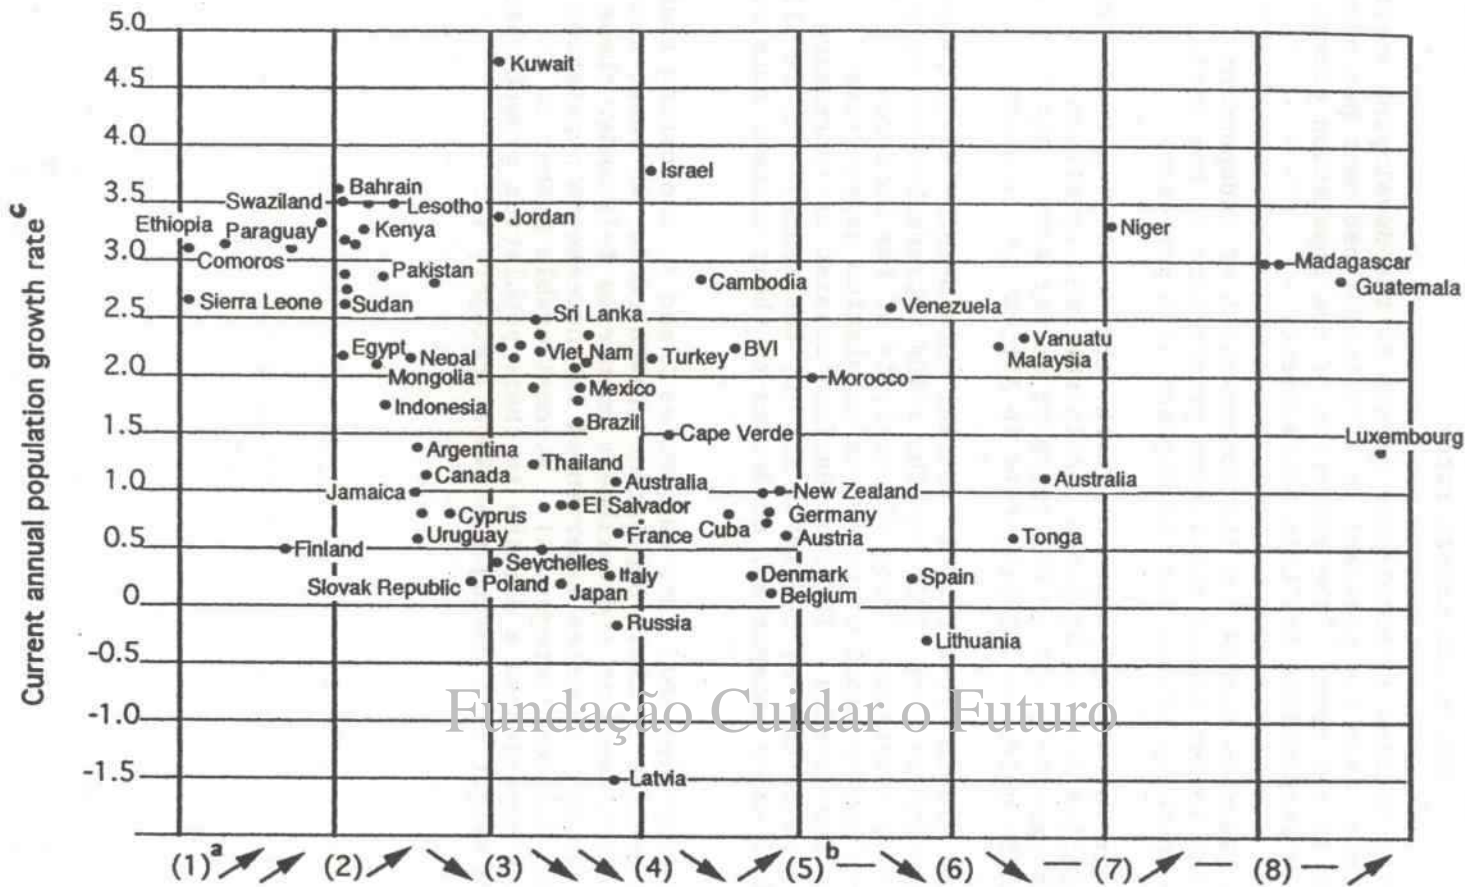 5.0
4.5
4.0
3.5
3.0
2.5
2.0
1.5
1.0
0.5
0
-0.5
-1.0
-1.5
Current annual population growth rate c
Kuwait
Israel
Bahrain
Swaziland
Lesotho
Jordan
Ethiopia
Paraguay
Kenya
Niger
Comoros
Pakistan
Cambodia
Madagascar
Guatemala
Sierra Leone
Sudan
Sri Lanka
Venezuela
Egypt
Nepal
Viet Nam
Turkey
BVI
Vanuatu
Malaysia
Mongolia
Mexico
Morocco
Indonesia
Brazil
Cape Verde
Luxembourg
Argentina
Thailand
Canada
Australia
Australia
Jamaica
El Salvador
New Zealand
Cyprus
Germany
Uruguay
France
Cuba
Austria
Tonga
Finland
Seychelles
Slovak Republic
Poland
Italy
Japan
Denmark
Belgium
Spain
Russia
Lithuania
Fundação Cuidar o Futuro
Latvia
(1)a (2) (3) (4) (5)b (6) (7) (8)